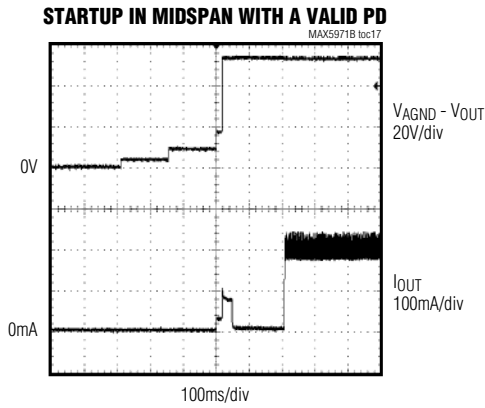 STARTUP IN MIDSPAN WITH A VALID PD
MAX5971B toc17
VAGND - VOUT
20V/div
0V
IOUT
100mA/div
0mA
100ms/div